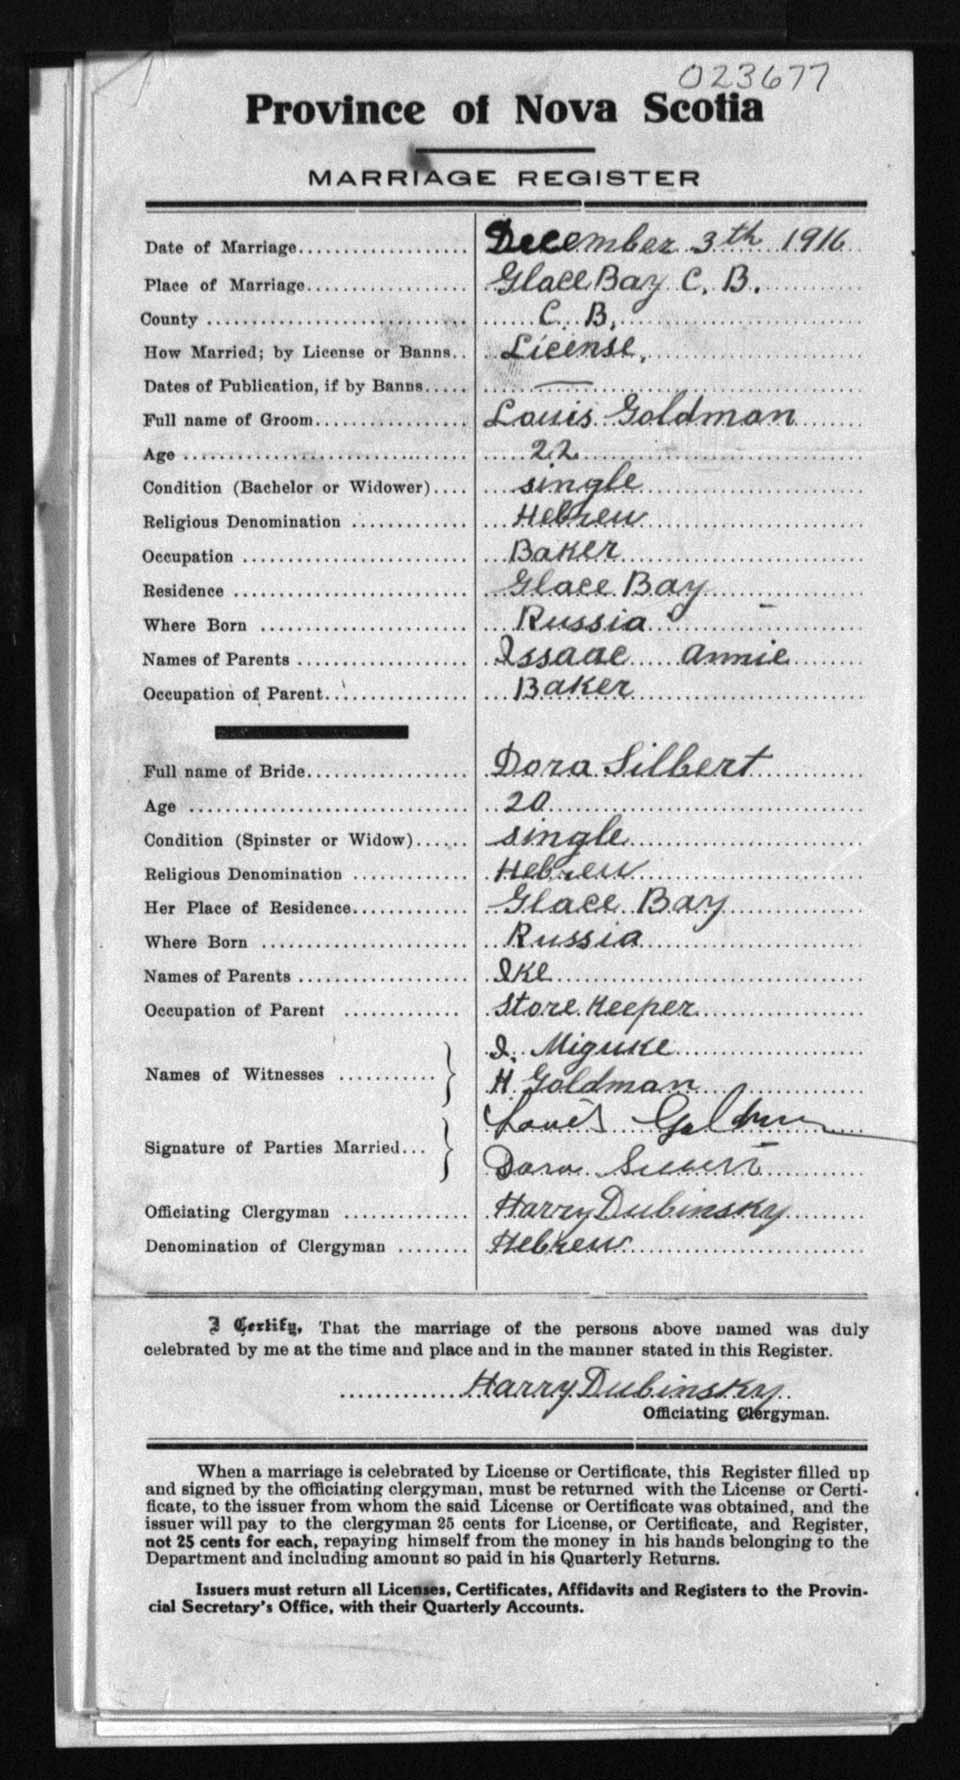 023677
Province of Nova Scotia
MARRIAGE REGISTER
Date of Marriage.................... December 3th 1916
Place of Marriage................... Glace Bay C. B.
County ............................. C. B.
How Married; by License or Banns.. License,
Dates of Publication, if by Banns..... —
Full name of Groom.................. Louis Goldman
Age ................................ 22
Condition (Bachelor or Widower).... single
Religious Denomination ............. Hebrew
Occupation ......................... Baker
Residence .......................... Glace Bay
Where Born ......................... Russia
Names of Parents ................... Issaac Annie
Occupation of Parent................ Baker
Full name of Bride.................. Dora Silbert
Age ................................ 20
Condition (Spinster or Widow)...... single
Religious Denomination ............. Hebrew
Her Place of Residence.............. Glace Bay
Where Born ......................... Russia
Names of Parents ................... Ike
Occupation of Parent ............. Store Keeper
Names of Witnesses ........... I. Miguke
H. Goldman
Signature of Parties Married... Louis Goldman
Dora
Officiating Clergyman .............. Harry Dubinsky
Denomination of Clergyman ........ Hebrew
I Certify, That the marriage of the persons above named was duly
celebrated by me at the time and place and in the manner stated in this Register.
Harry Dubinsky
Officiating Clergyman.
When a marriage is celebrated by License or Certificate, this Register filled up
and signed by the officiating clergyman, must be returned with the License or Certi-
ficate, to the issuer from whom the said License or Certificate was obtained, and the
issuer will pay to the clergyman 25 cents for License, or Certificate, and Register,
not 25 cents for each, repaying himself from the money in his hands belonging to the
Department and including amount so paid in his Quarterly Returns.
Issuers must return all Licenses, Certificates, Affidavits and Registers to the Provin-
cial Secretary's Office, with their Quarterly Accounts.